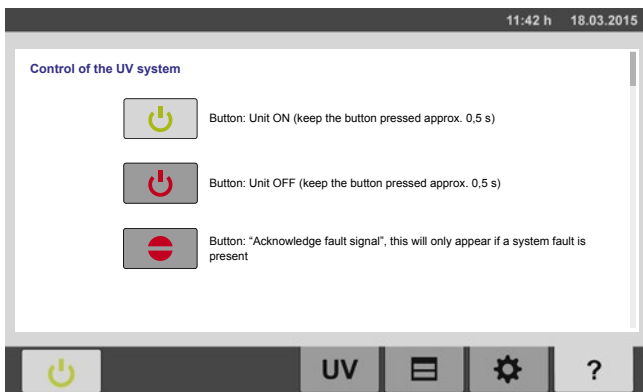 11:42 h 18.03.2015
Control of the UV system
Button: Unit ON (keep the button pressed approx. 0,5 s)
Button: Unit OFF (keep the button pressed approx. 0,5 s)
Button: “Acknowledge fault signal”, this will only appear if a system fault is
present
UV ?